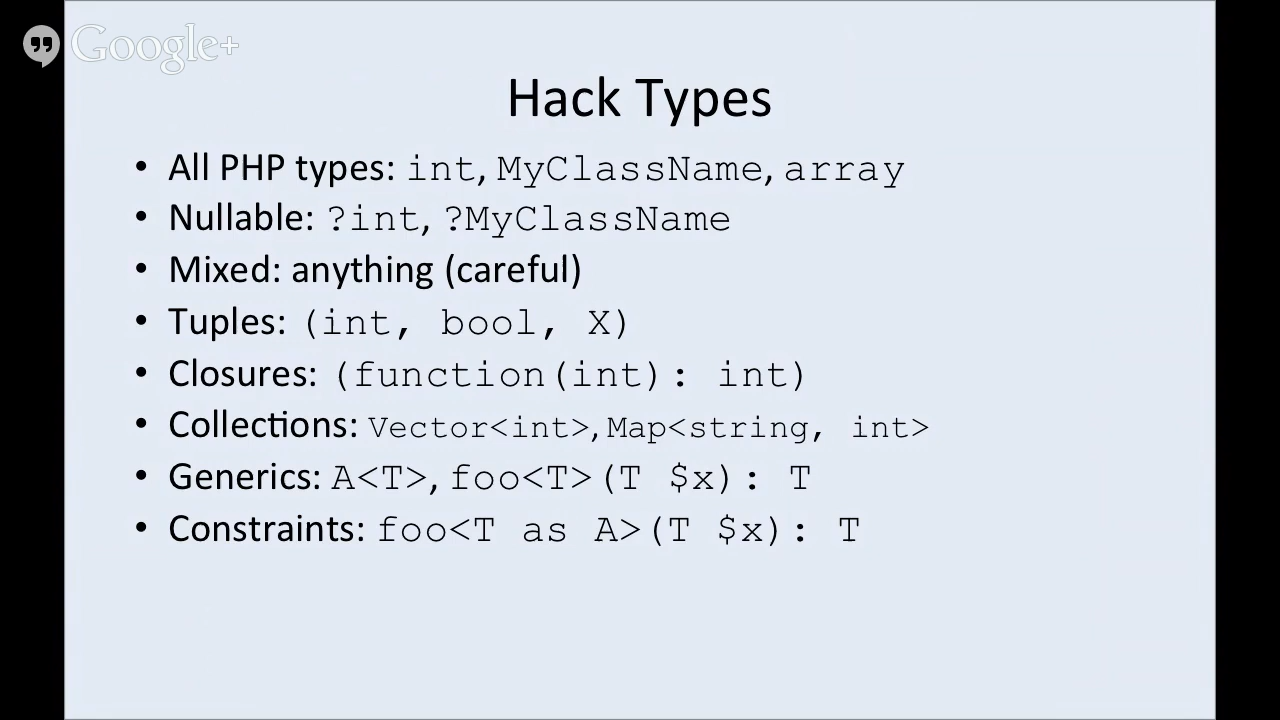 Google+
Hack Types
• All PHP types: int, MyClassName, array
• Nullable: ?int, ?MyClassName
• Mixed: anything (careful)
• Tuples: (int, bool, X)
• Closures: (function(int): int)
• Collections: Vector<int>, Map<string, int>
• Generics: A<T>, foo<T>(T $x): T
• Constraints: foo<T as A>(T $x): T